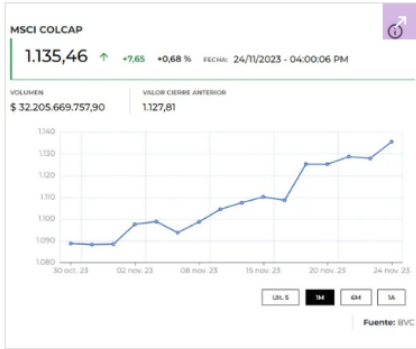 MSCI COLCAP
1.135,46 ↑ +7,65 +0,68 % FECHA: 24/11/2023 - 04:00:06 PM
VOLUMEN VALOR CIERRE ANTERIOR
$ 32.205.669.757,90 1.127,81
1.140
1.130
1.120
1.110
1.100
1.090
1.080
30 oct. 23 02 nov. 23 08 nov. 23 15 nov. 23 20 nov. 23 24 nov. 23
Ult. 5 1M 6M 1A
Fuente: BVC